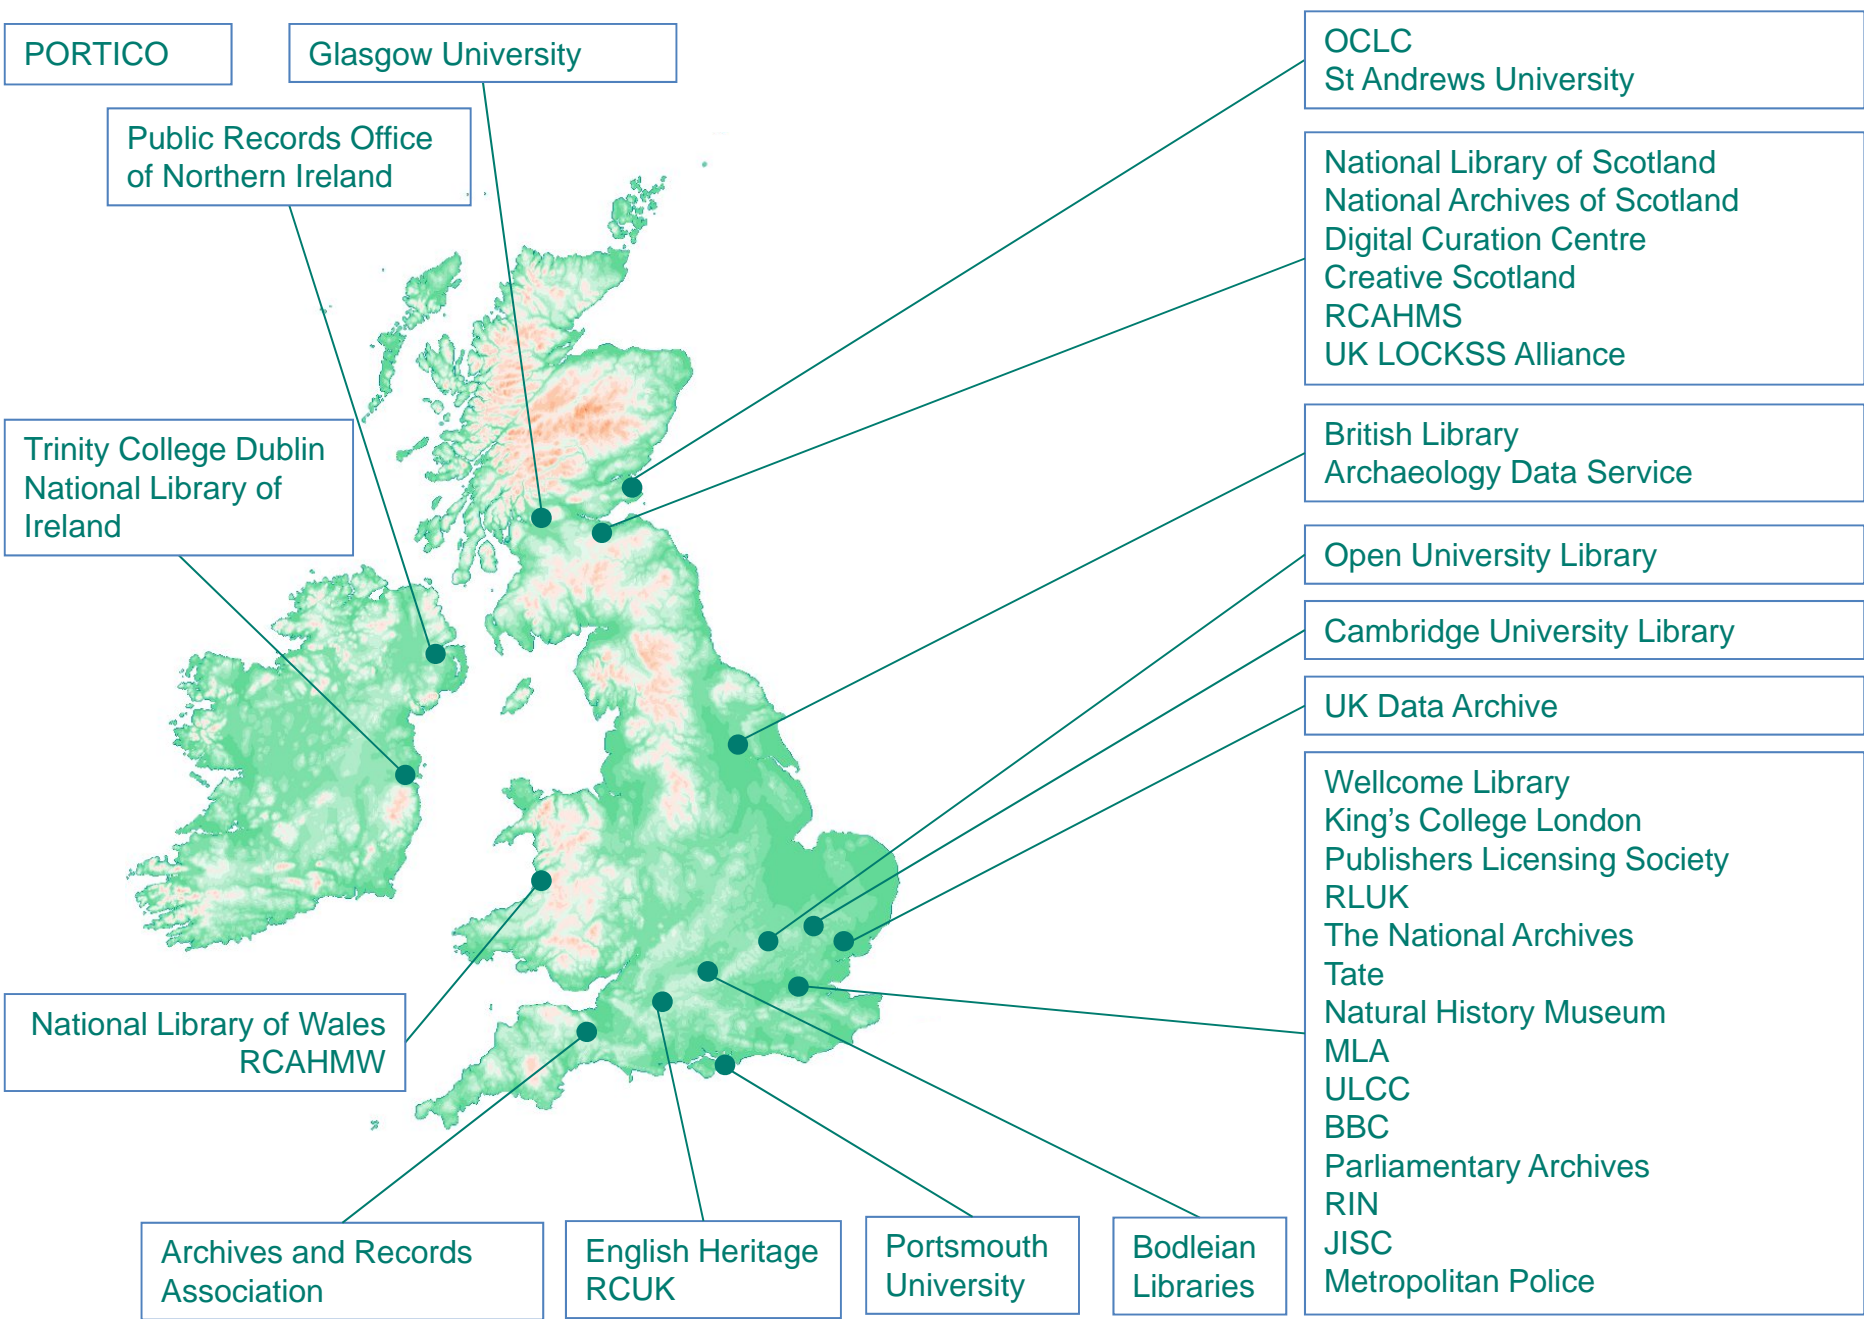 PORTICO
Glasgow University
OCLC
St Andrews University
Public Records Office
of Northern Ireland
National Library of Scotland
National Archives of Scotland
Digital Curation Centre
Creative Scotland
RCAHMS
UK LOCKSS Alliance
Trinity College Dublin
National Library of
Ireland
British Library
Archaeology Data Service
Open University Library
Cambridge University Library
UK Data Archive
Wellcome Library
King’s College London
Publishers Licensing Society
RLUK
The National Archives
Tate
Natural History Museum
MLA
ULCC
BBC
Parliamentary Archives
RIN
JISC
Metropolitan Police
National Library of Wales
RCAHMW
Archives and Records
Association
English Heritage
RCUK
Portsmouth
University
Bodleian
Libraries